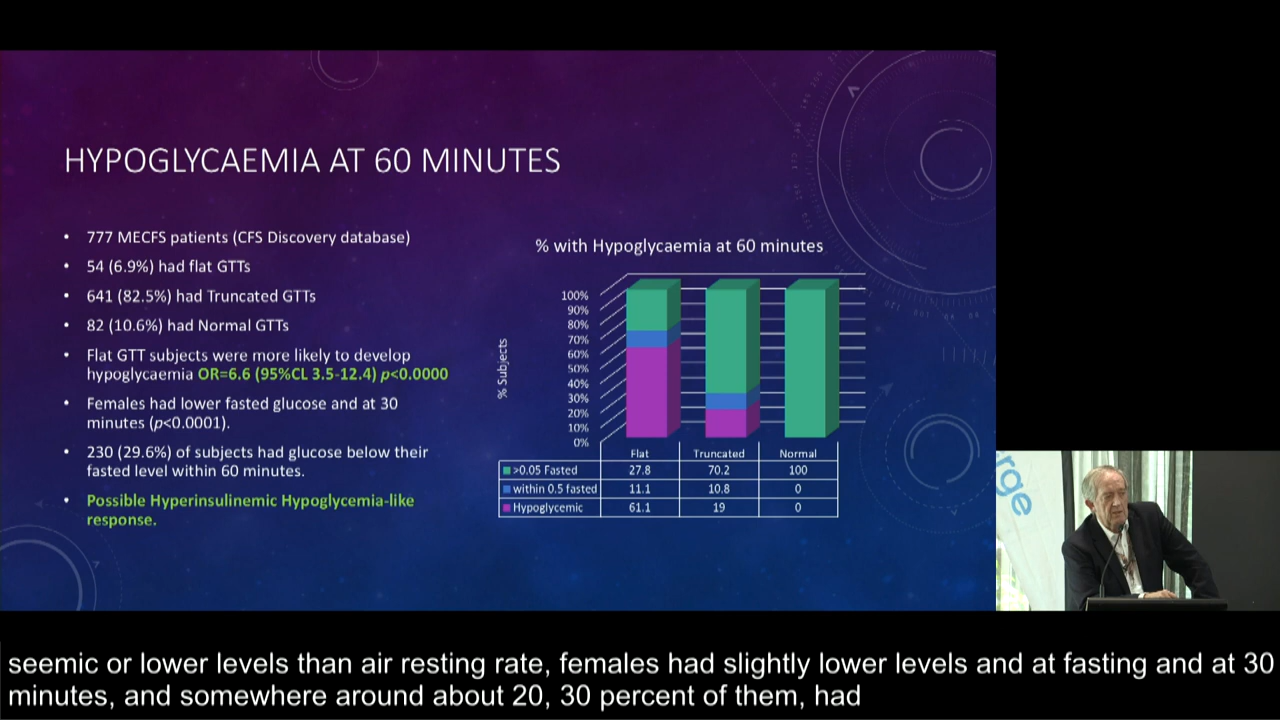 HYPOGLYCAEMIA AT 60 MINUTES
• 777 MECFS patients (CFS Discovery database)
• 54 (6.9%) had flat GTTs
• 641 (82.5%) had Truncated GTTs
• 82 (10.6%) had Normal GTTs
• Flat GTT subjects were more likely to develop
hypoglycaemia OR=6.6 (95%CL 3.5-12.4) p<0.0000
• Females had lower fasted glucose and at 30
minutes (p<0.0001).
• 230 (29.6%) of subjects had glucose below their
fasted level within 60 minutes.
• Possible Hyperinsulinemic Hypoglycemia-like
response.
% with Hypoglycaemia at 60 minutes
% Subjects
100%
90%
80%
70%
60%
50%
40%
30%
20%
10%
0%
Flat Truncated Normal
>0.05 Fasted 27.8 70.2 100
within 0.5 fasted 11.1 10.8 0
Hypoglycemic 61.1 19 0
rge
seemic or lower levels than air resting rate, females had slightly lower levels and at fasting and at 30
minutes, and somewhere around about 20, 30 percent of them, had